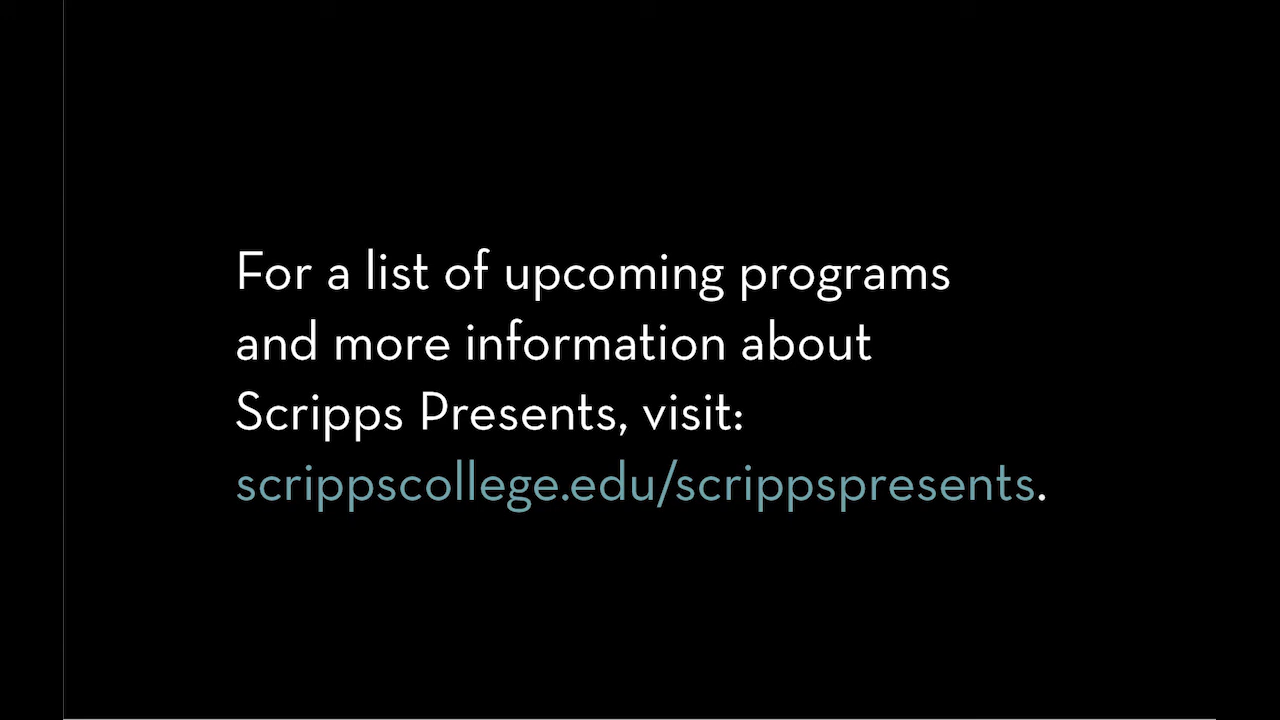 For a list of upcoming programs
and more information about
Scripps Presents, visit:
scrippscollege.edu/scrippspresents.